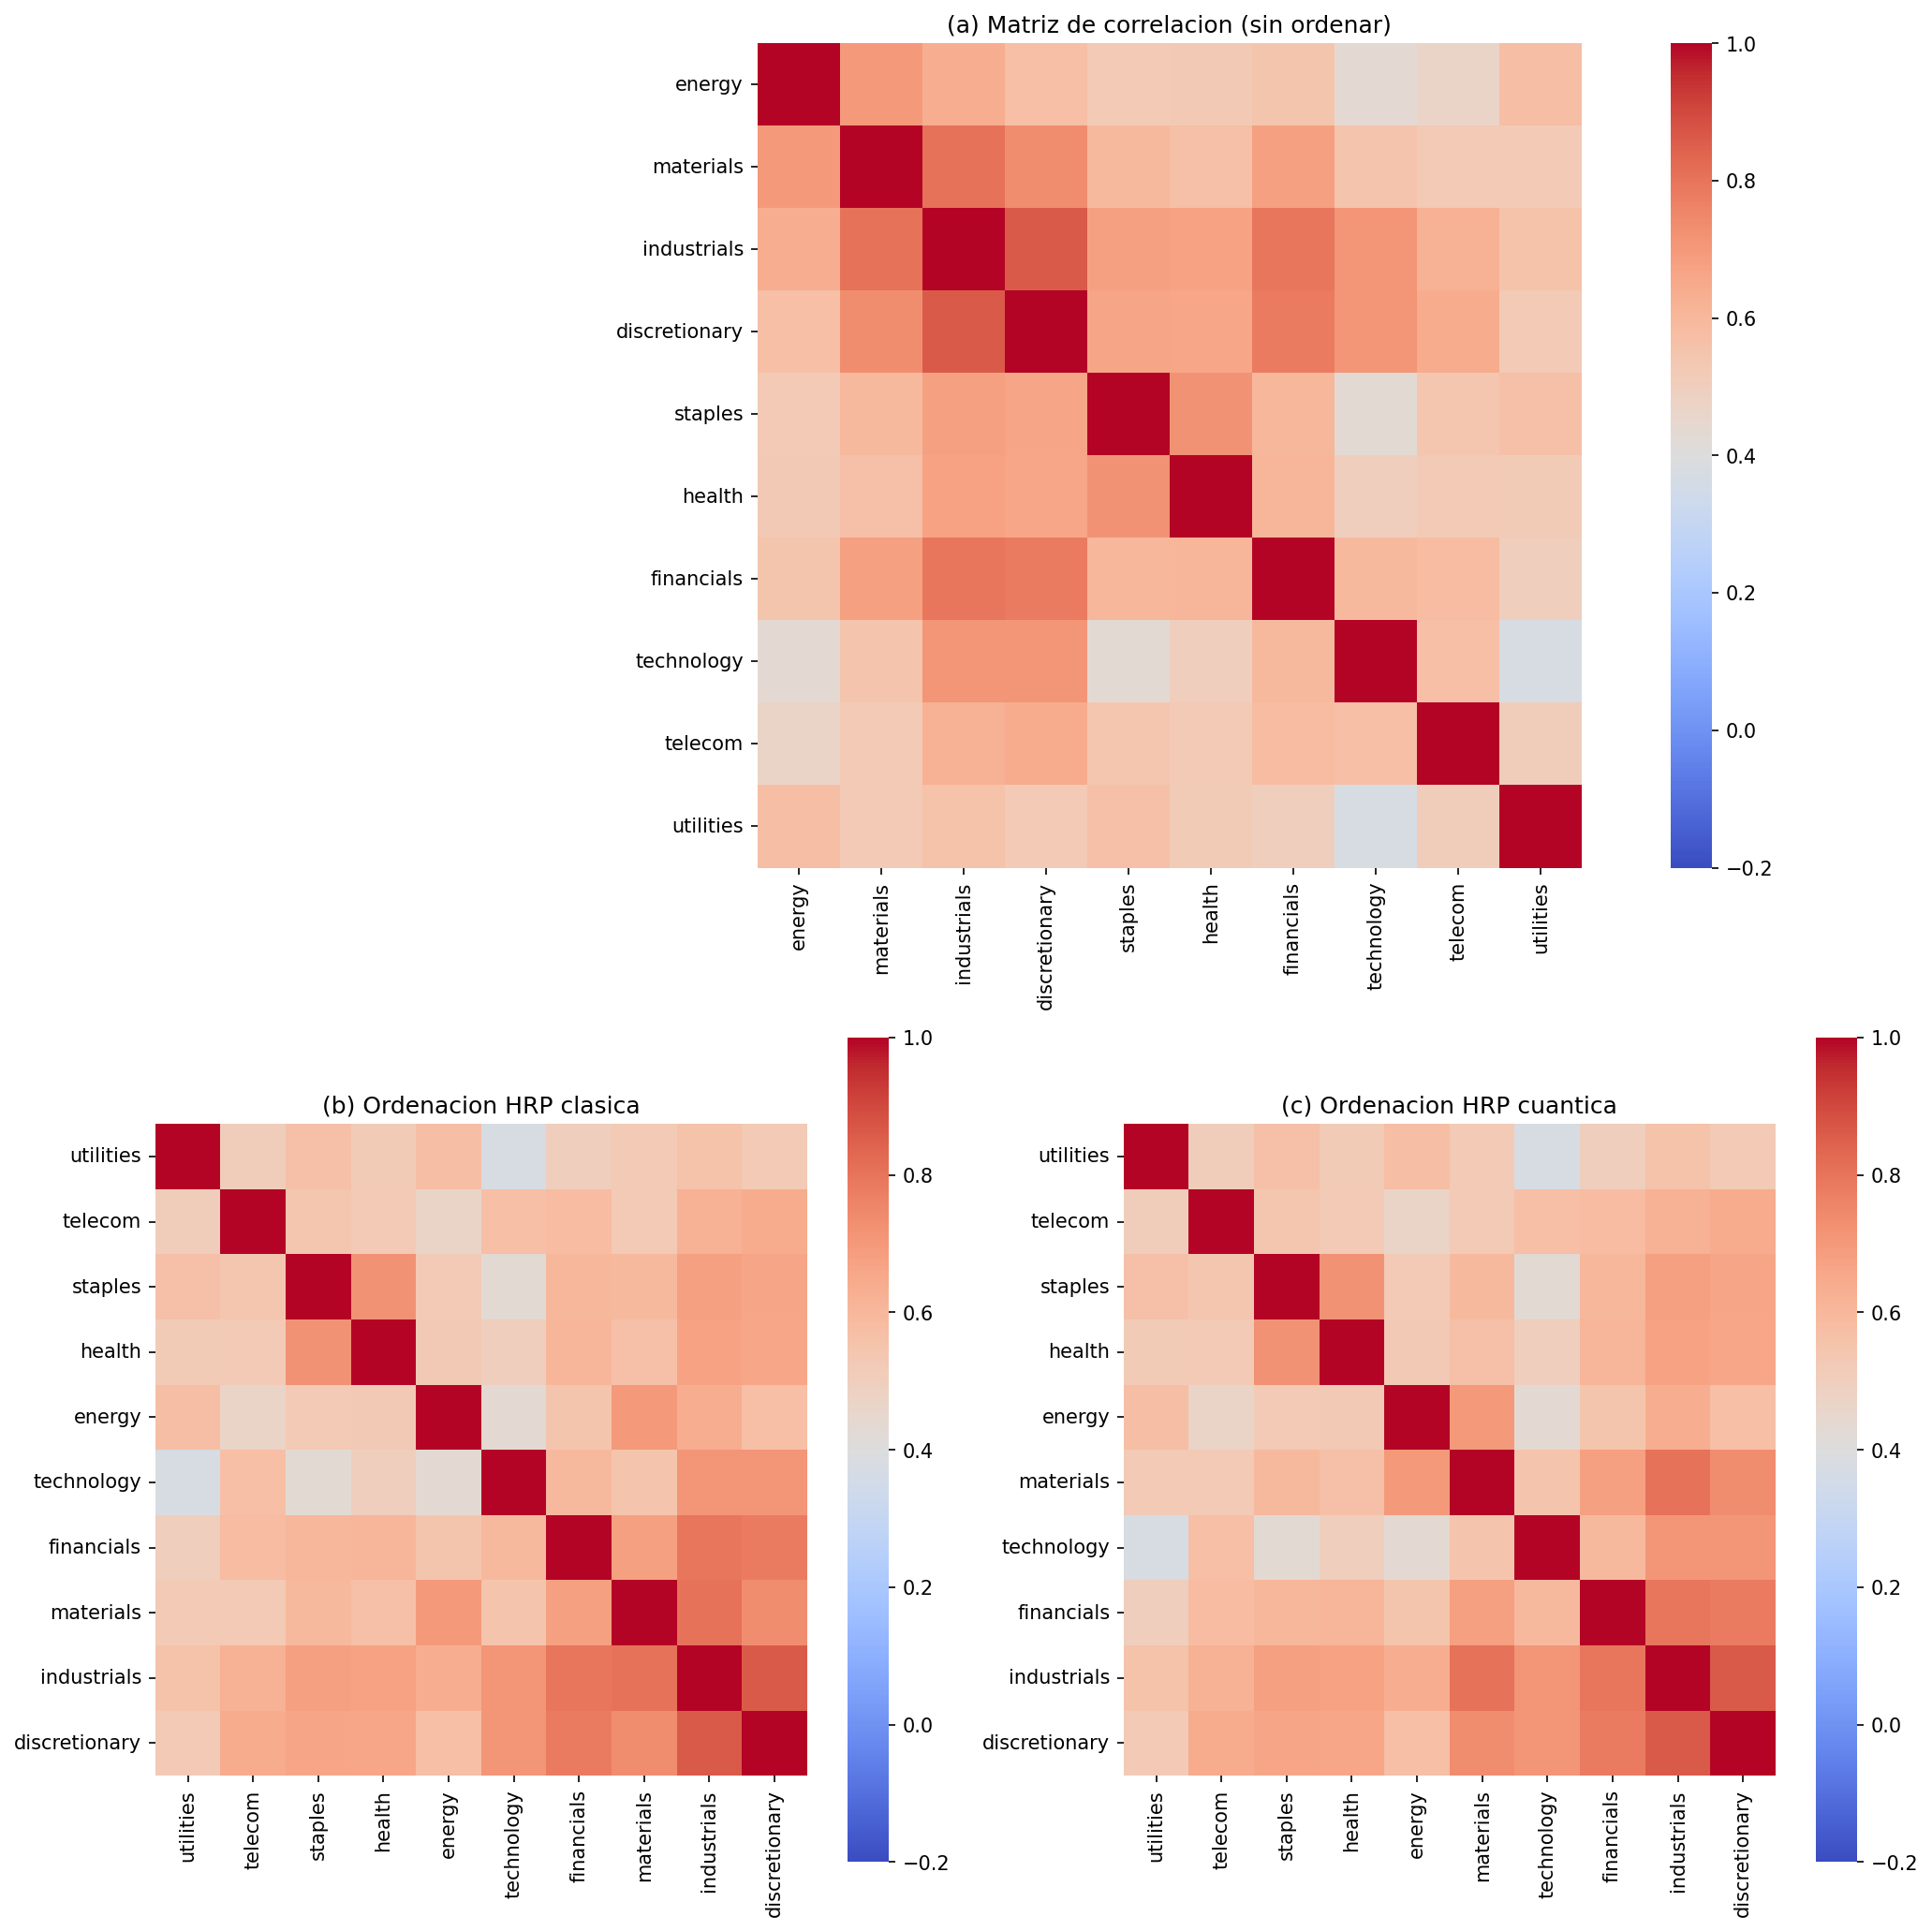 (a) Matriz de correlacion (sin ordenar)
energy
materials
industrials
discretionary
staples
health
financials
technology
telecom
utilities
energy
materials
industrials
discretionary
staples
health
financials
technology
telecom
utilities
1.0
0.8
0.6
0.4
0.2
0.0
−0.2
(b) Ordenacion HRP clasica
utilities
telecom
staples
health
energy
technology
financials
materials
industrials
discretionary
utilities
telecom
staples
health
energy
technology
financials
materials
industrials
discretionary
1.0
0.8
0.6
0.4
0.2
0.0
−0.2
(c) Ordenacion HRP cuantica
utilities
telecom
staples
health
energy
materials
technology
financials
industrials
discretionary
utilities
telecom
staples
health
energy
materials
technology
financials
industrials
discretionary
1.0
0.8
0.6
0.4
0.2
0.0
−0.2